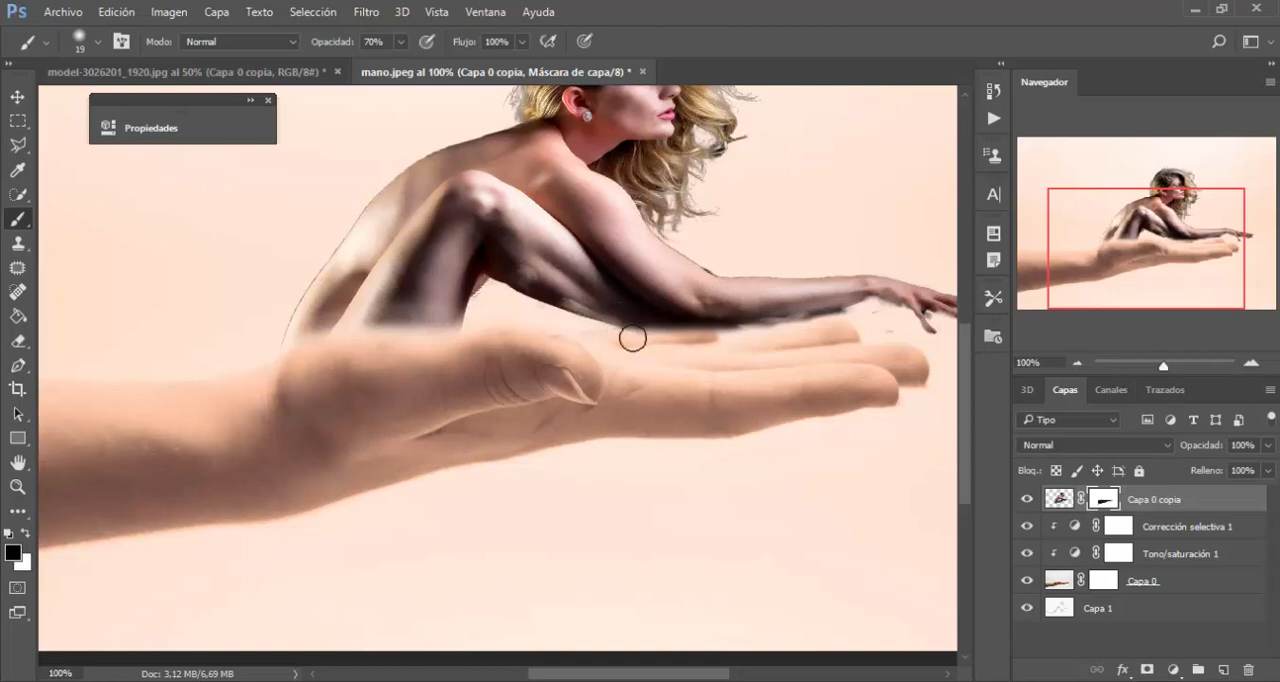 Ps Archivo Edición Imagen Capa Texto Selección Filtro 3D Vista Ventana Ayuda
19 Modo: Normal Opacidad: 70% Flujo: 100%
model-3026201_1920.jpg al 50% (Capa 0 copia, RGB/8#) * × mano.jpeg al 100% (Capa 0 copia, Máscara de capa/8) * ×
Propiedades
Navegador
100%
3D Capas Canales Trazados
Tipo
Normal Opacidad: 100%
Bloq.: Relleno: 100%
Capa 0 copia
Corrección selectiva 1
Tono/saturación 1
Capa 0
Capa 1
100% Doc: 3,12 MB/6,69 MB